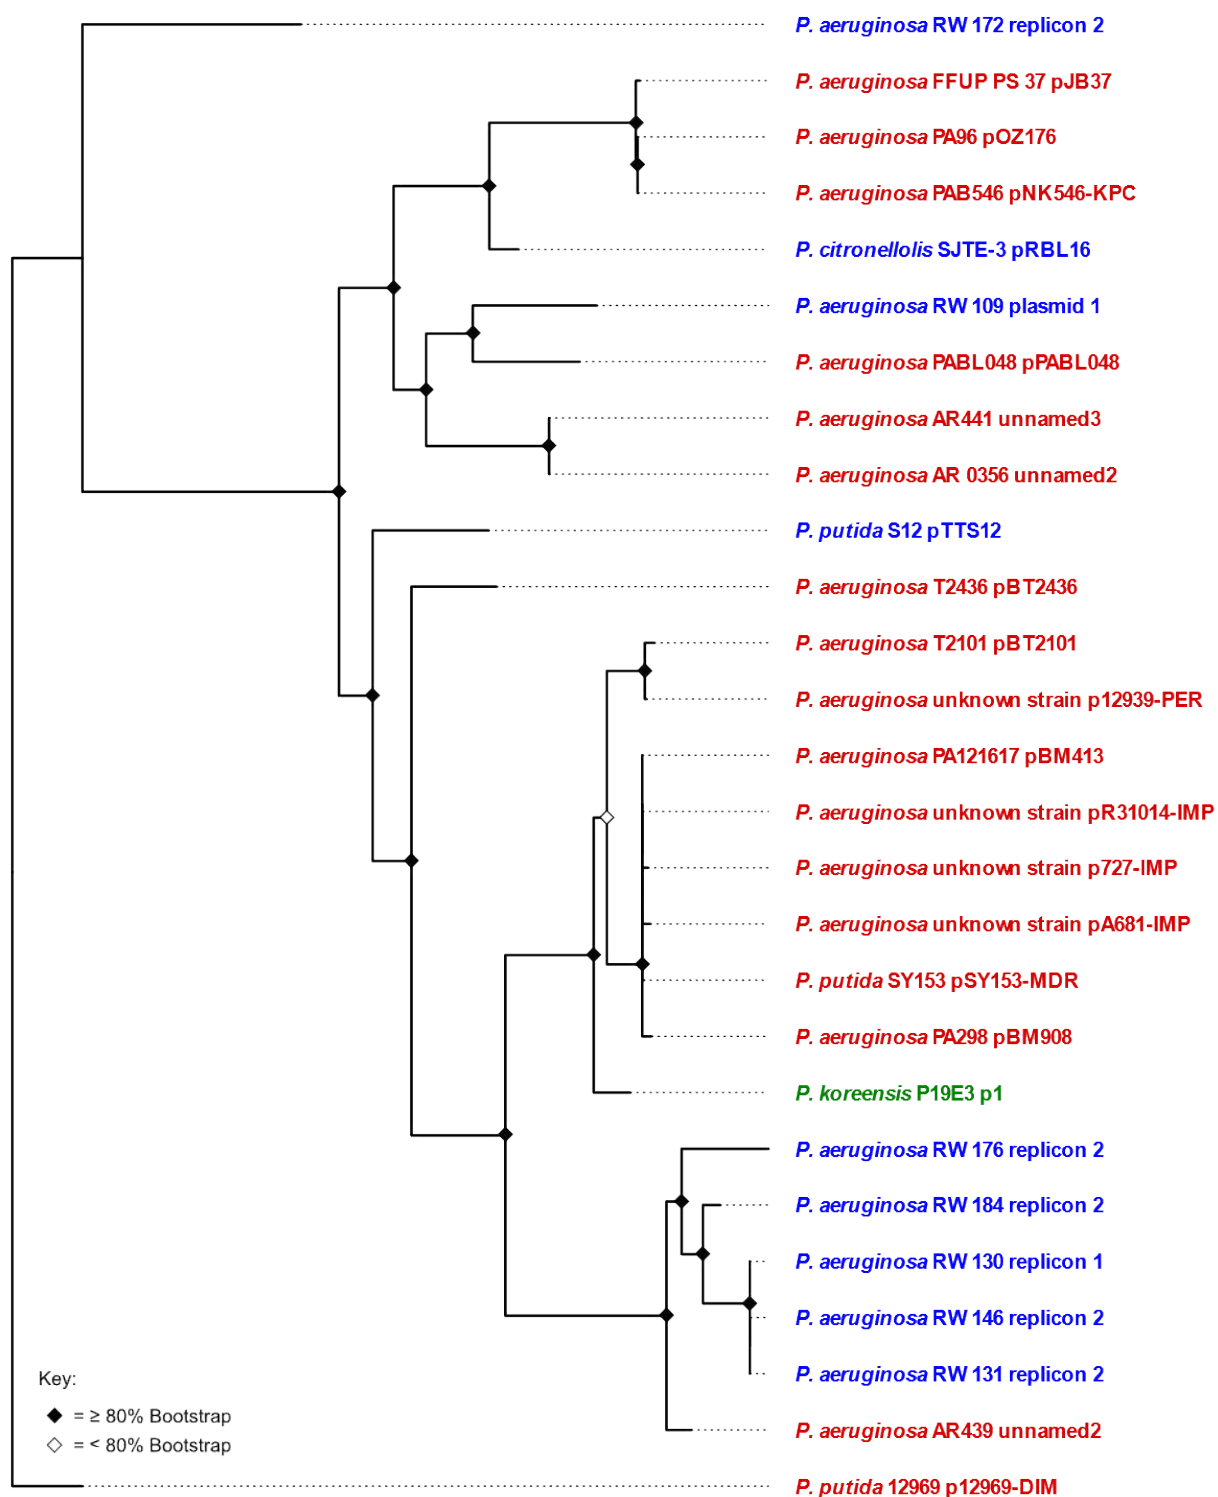 P. aeruginosa RW 172 replicon 2
P. aeruginosa FFUP PS 37 pJB37
P. aeruginosa PA96 pOZ176
P. aeruginosa PAB546 pNK546-KPC
P. citronellolis SJTE-3 pRBL16
P. aeruginosa RW 109 plasmid 1
P. aeruginosa PABL048 pPABL048
P. aeruginosa AR441 unnamed3
P. aeruginosa AR 0356 unnamed2
P. putida S12 pTTS12
P. aeruginosa T2436 pBT2436
P. aeruginosa T2101 pBT2101
P. aeruginosa unknown strain p12939-PER
P. aeruginosa PA121617 pBM413
P. aeruginosa unknown strain pR31014-IMP
P. aeruginosa unknown strain p727-IMP
P. aeruginosa unknown strain pA681-IMP
P. putida SY153 pSY153-MDR
P. aeruginosa PA298 pBM908
P. koreensis P19E3 p1
P. aeruginosa RW 176 replicon 2
P. aeruginosa RW 184 replicon 2
P. aeruginosa RW 130 replicon 1
P. aeruginosa RW 146 replicon 2
P. aeruginosa RW 131 replicon 2
Key:
= ≥ 80% Bootstrap
= < 80% Bootstrap
P. aeruginosa AR439 unnamed2
P. putida 12969 p12969-DIM